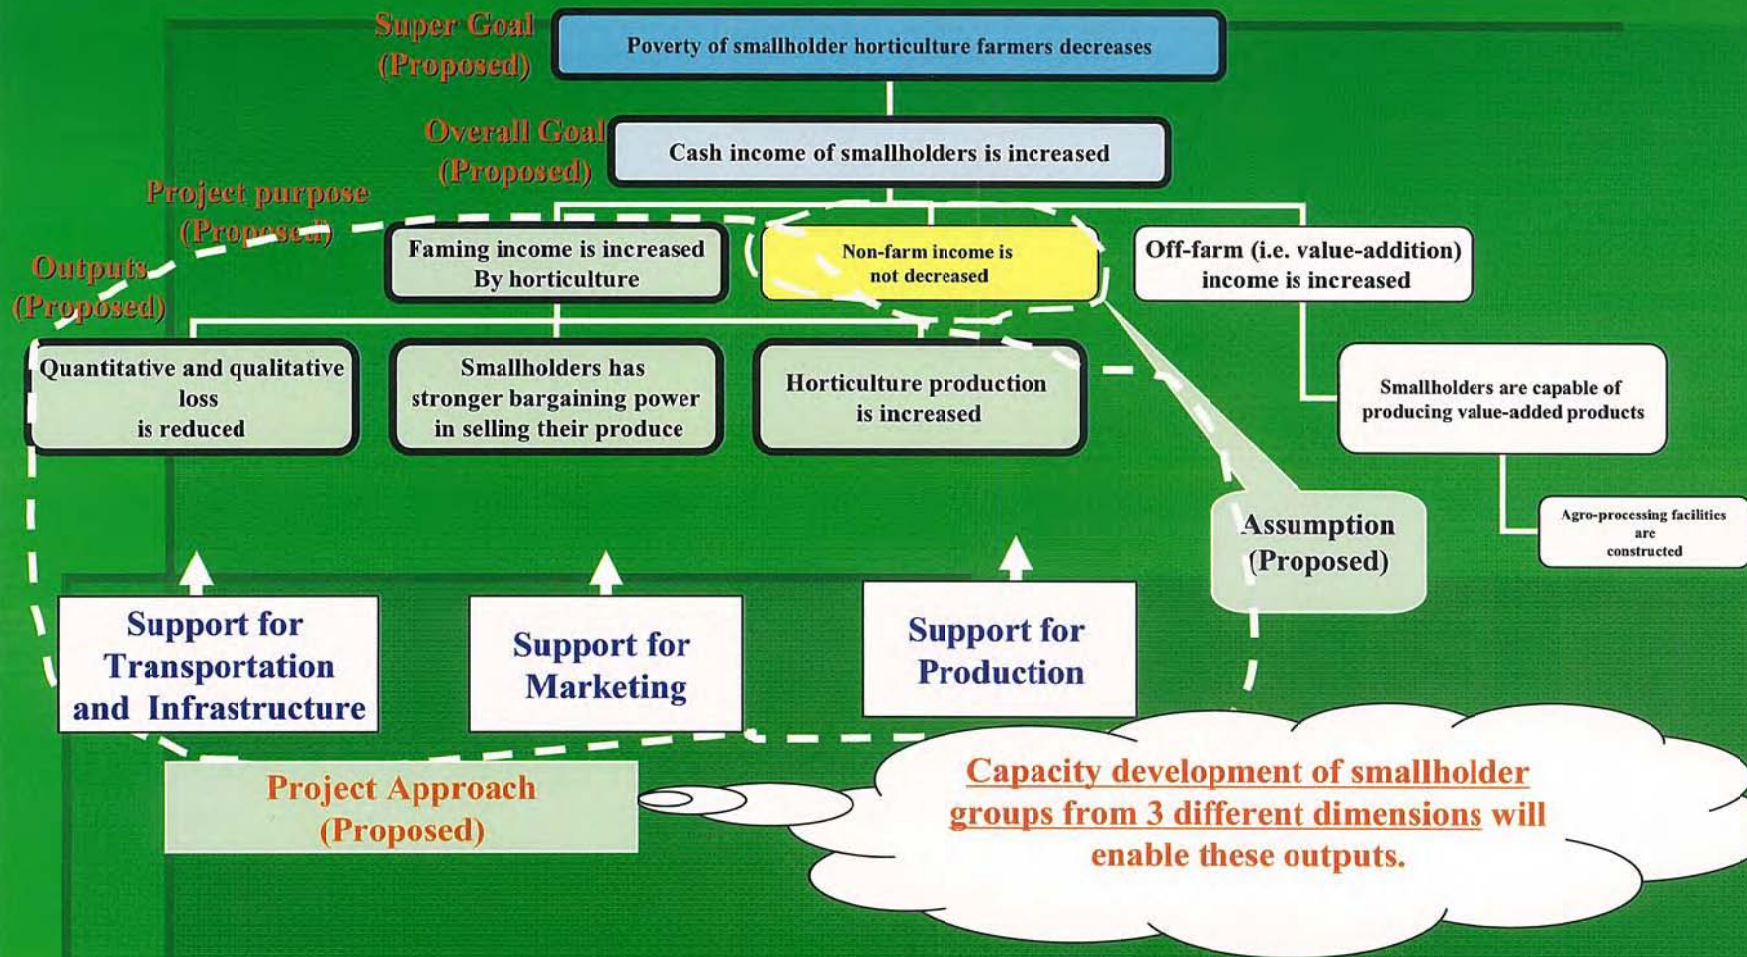 Super Goal
(Proposed)
Poverty of smallholder horticulture farmers decreases
Overall Goal
(Proposed)
Cash income of smallholders is increased
Project purpose
(Proposed)
Faming income is increased
By horticulture
Non-farm income is
not decreased
Off-farm (i.e. value-addition)
income is increased
Outputs
(Proposed)
Quantitative and qualitative
loss
is reduced
Smallholders has
stronger bargaining power
in selling their produce
Horticulture production
is increased
Smallholders are capable of
producing value-added products
Assumption
(Proposed)
Agro-processing facilities
are
constructed
Support for
Transportation
and Infrastructure
Support for
Marketing
Support for
Production
Project Approach
(Proposed)
Capacity development of smallholder
groups from 3 different dimensions will
enable these outputs.